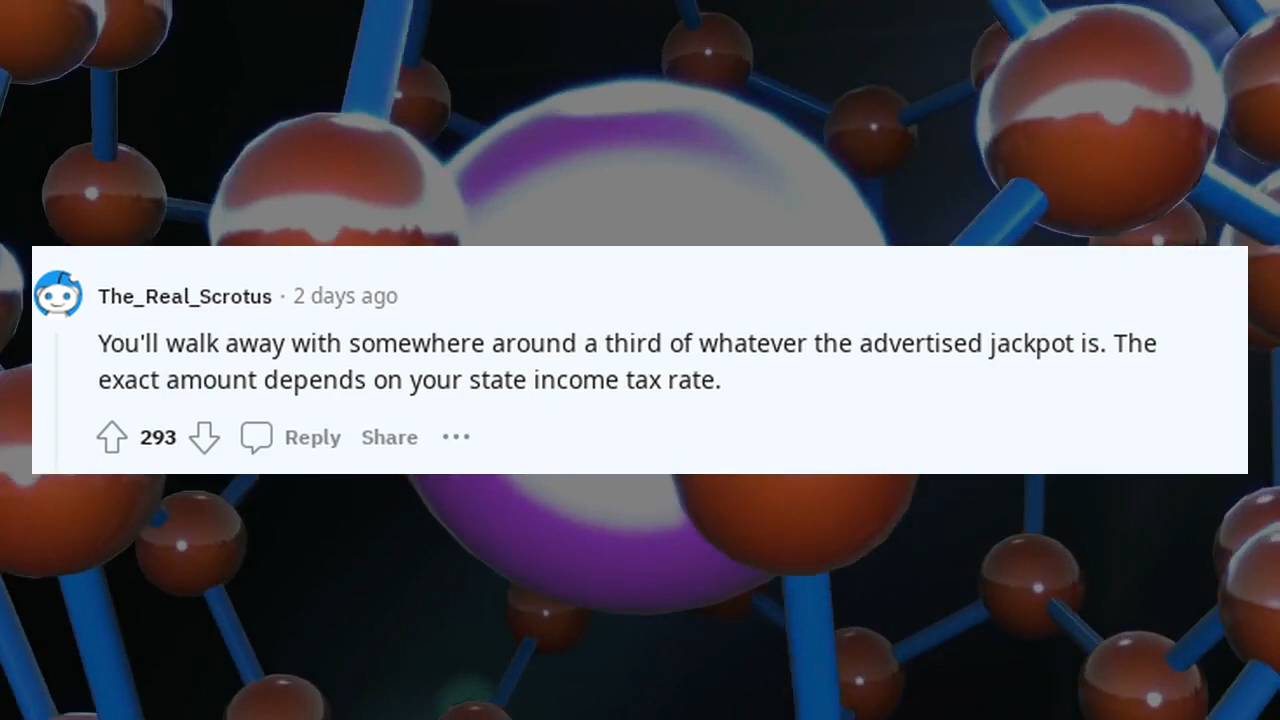 The_Real_Scrotus · 2 days ago
You'll walk away with somewhere around a third of whatever the advertised jackpot is. The
exact amount depends on your state income tax rate.
293 Reply Share ···